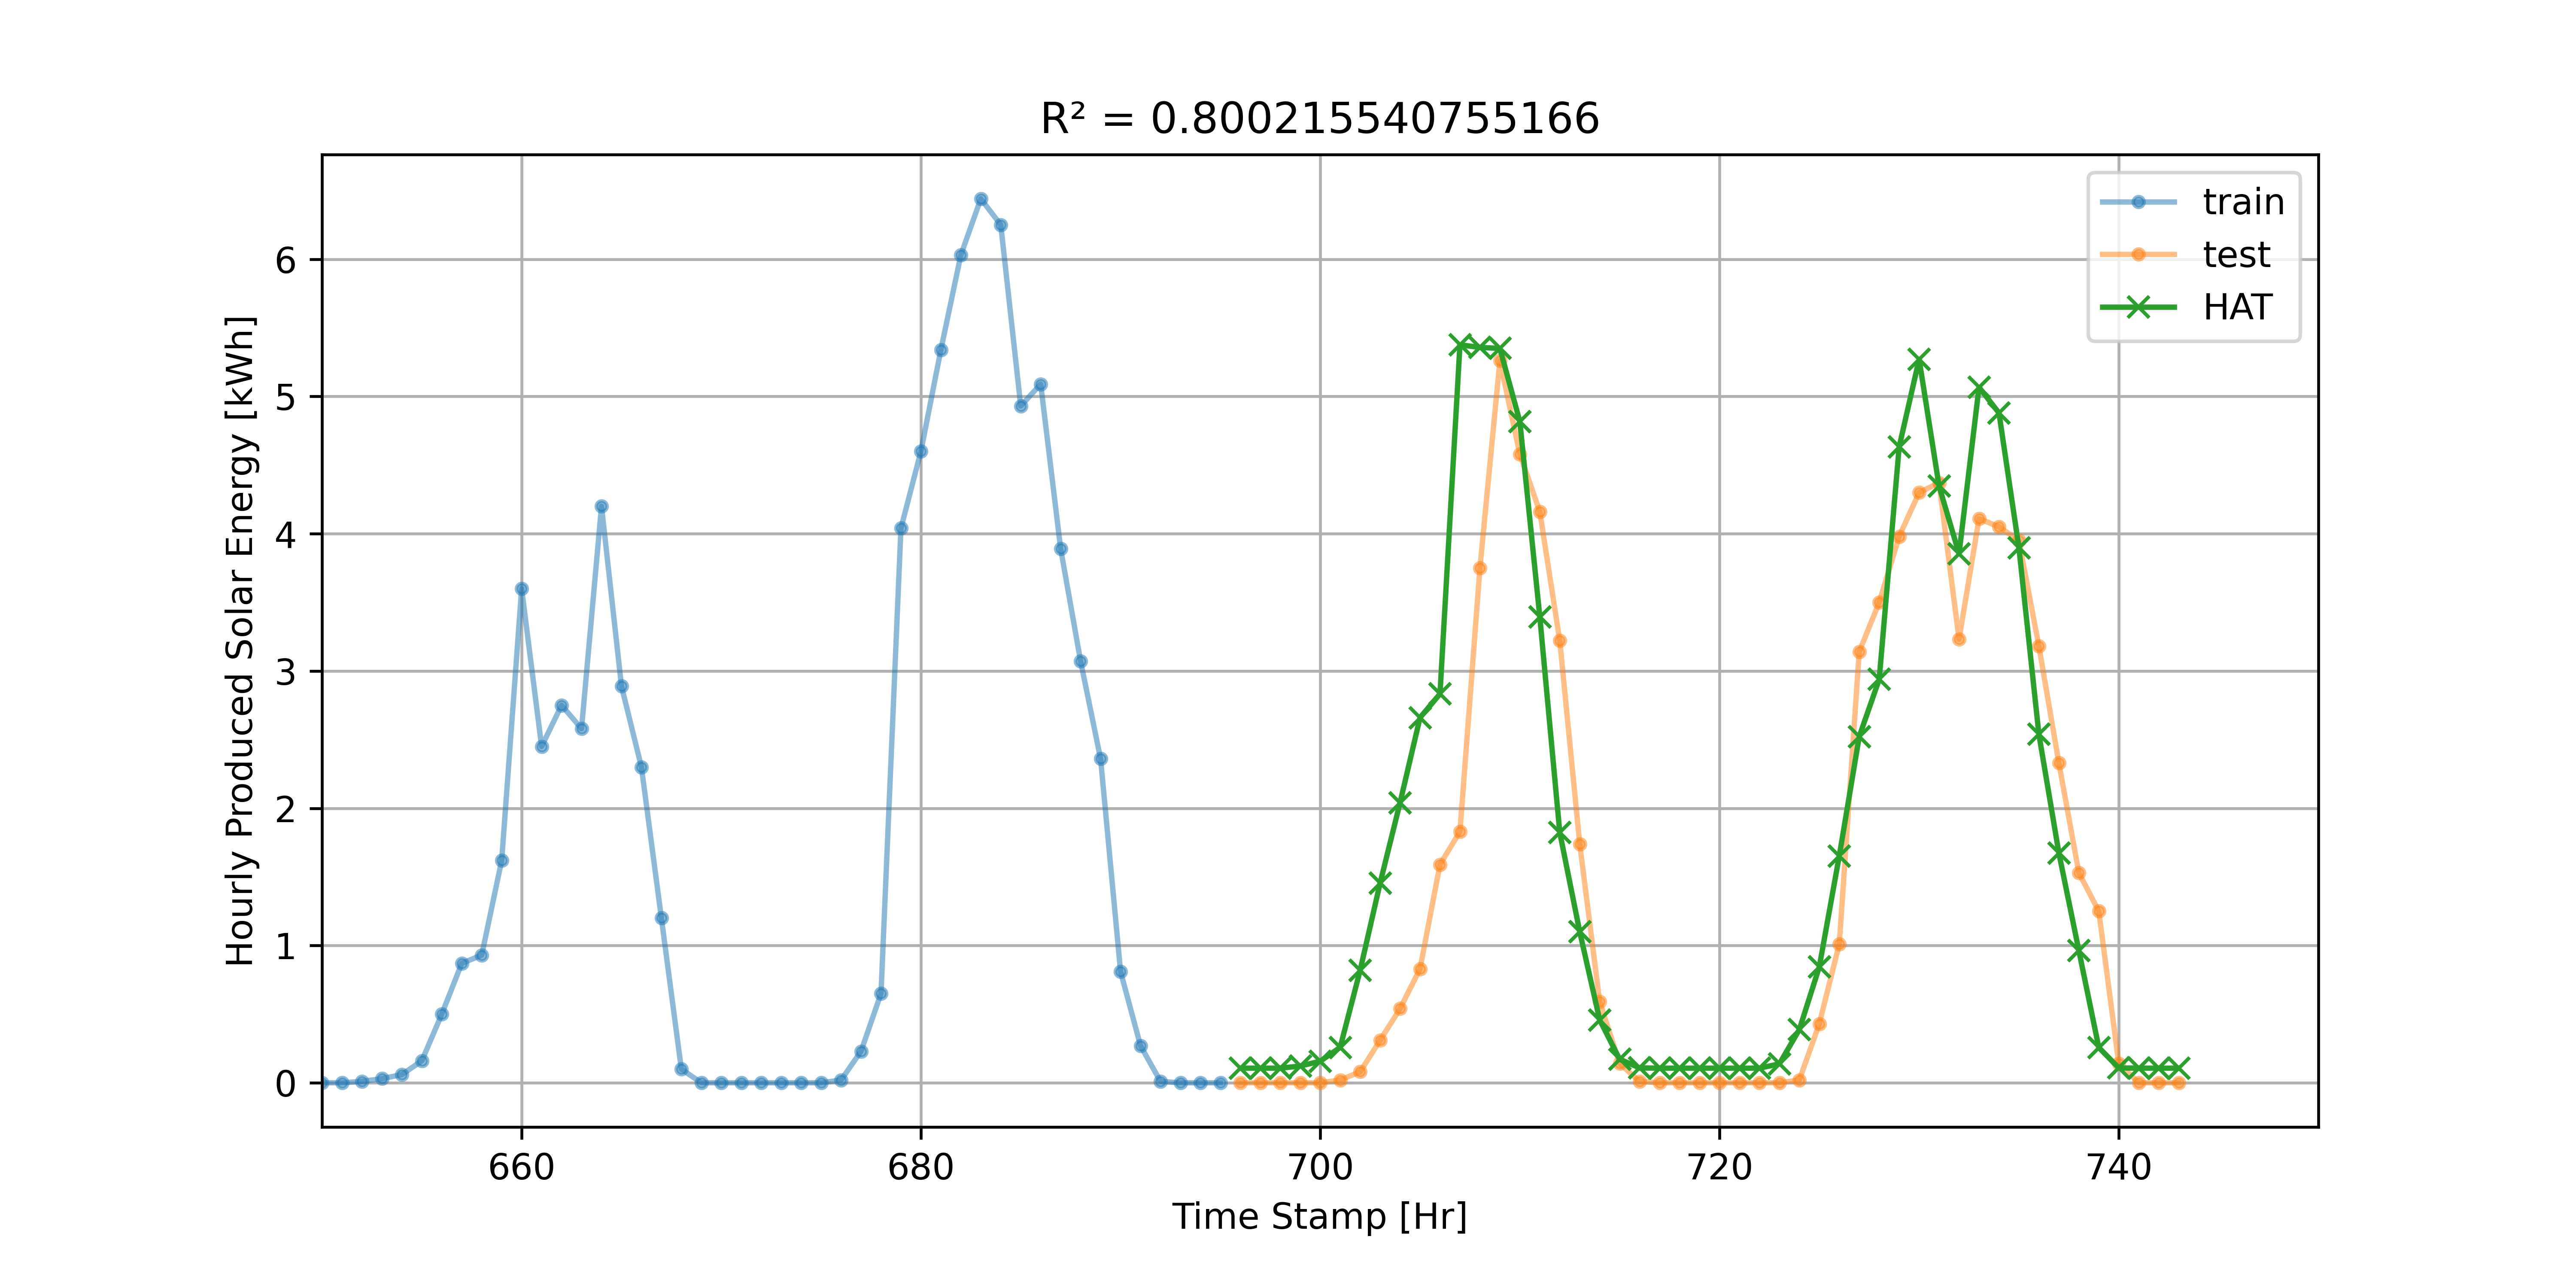 R² = 0.800215540755166
train
test
HAT
Hourly Produced Solar Energy [kWh]
6
5
4
3
2
1
0
660 680 700 720 740
Time Stamp [Hr]